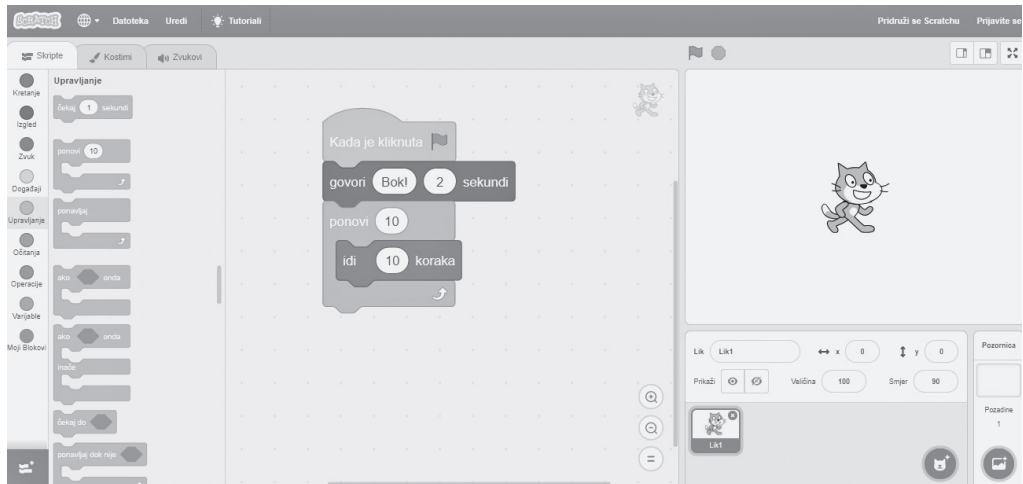 SCRATCH Datoteka Uredi Tutoriali Pridruži se Scratchu Prijavite se
Skripte Kostimi Zvukovi
Kretanje
Izgled
Zvuk
Događaji
Upravljanje
Očitanja
Operacije
Varijable
Moji Blokovi
Upravljanje
čekaj 1 sekundi
ponovi 10
ponavljaj
ako onda
ako onda
inače
čekaj do
ponavljaj dok nije
Kada je kliknuta
govori Bok! 2 sekundi
ponovi 10
idi 10 koraka
Lik Lik1 x 0 y 0
Prikaži Veličina 100 Smjer 90
Lik1
Pozornica
Pozadine
1